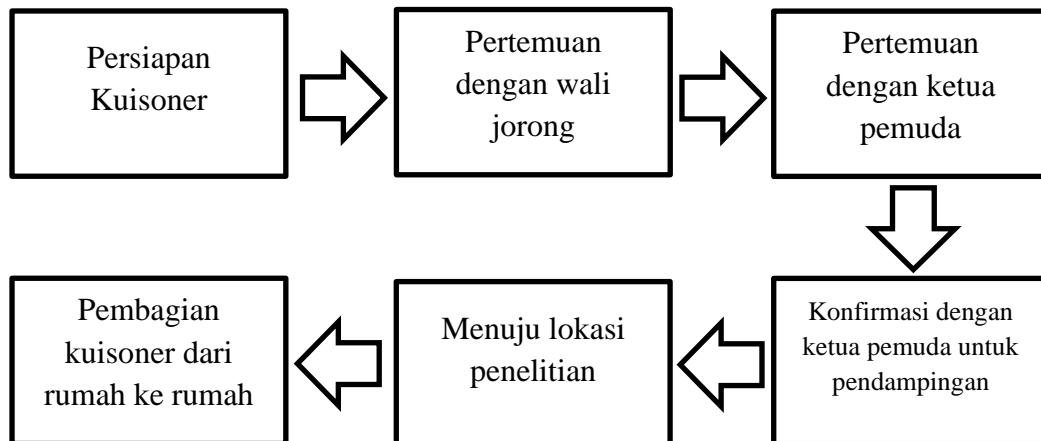 Persiapan
Kuisoner
Pertemuan
dengan wali
jorong
Pertemuan
dengan ketua
pemuda
Konfirmasi dengan
ketua pemuda untuk
pendampingan
Menuju lokasi
penelitian
Pembagian
kuisoner dari
rumah ke rumah